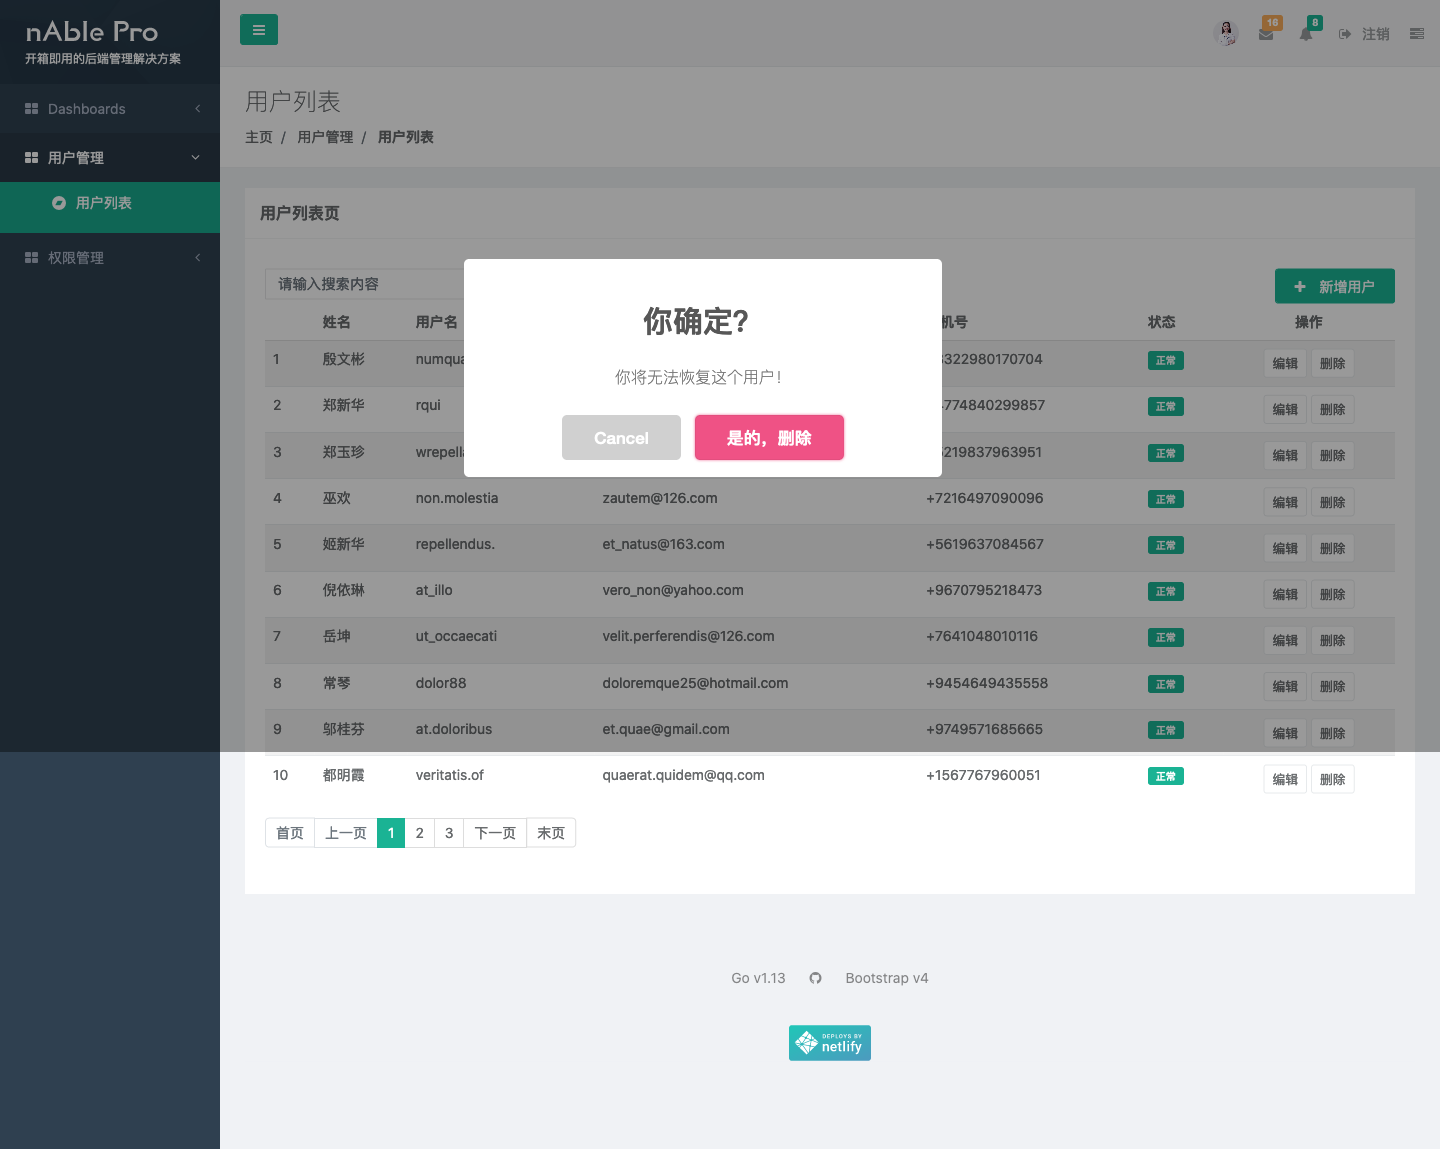 nAble Pro
开箱即用的后端管理解决方案
16
8
注销
Dashboards
用户管理
用户列表
权限管理
用户列表
主页 / 用户管理 / 用户列表
用户列表页
请输入搜索内容
新增用户
你确定?
你将无法恢复这个用户!
Cancel
是的，删除
姓名 用户名 机号 状态 操作
1 殷文彬 322980170704 正常 编辑 删除
2 郑新华 rqui 774840299857 正常 编辑 删除
3 郑玉珍 219837963951 正常 编辑 删除
4 巫欢 non.molestia zautem@126.com +7216497090096 正常 编辑 删除
5 姬新华 repellendus. et_natus@163.com +5619637084567 正常 编辑 删除
6 倪依琳 at_illo vero_non@yahoo.com +9670795218473 正常 编辑 删除
7 岳坤 ut_occaecati velit.perferendis@126.com +7641048010116 正常 编辑 删除
8 常琴 dolor88 doloremque25@hotmail.com +9454649435558 正常 编辑 删除
9 邬桂芬 at.doloribus et.quae@gmail.com +9749571685665 正常 编辑 删除
10 都明霞 veritatis.of quaerat.quidem@qq.com +1567767960051 正常 编辑 删除
首页 上一页 1 2 3 下一页 末页
Go v1.13 Bootstrap v4
DEPLOYS BY
netlify